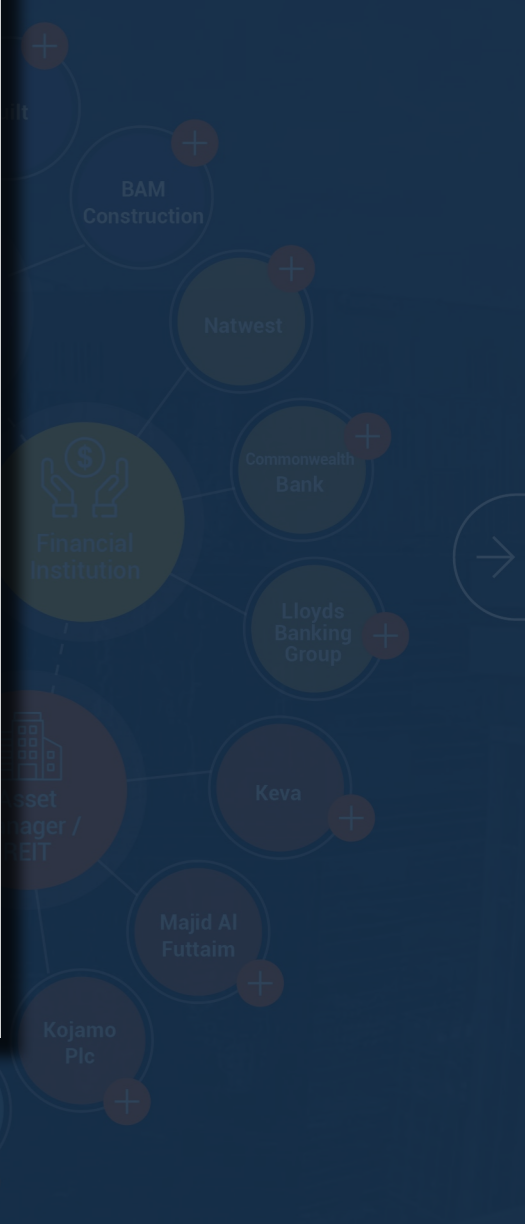 BAM
Construction
Natwest
Commonwealth
Bank
$
Financial
Institution
Lloyds
Banking
Group
Keva
Majid Al
Futtaim
Kojamo
Plc